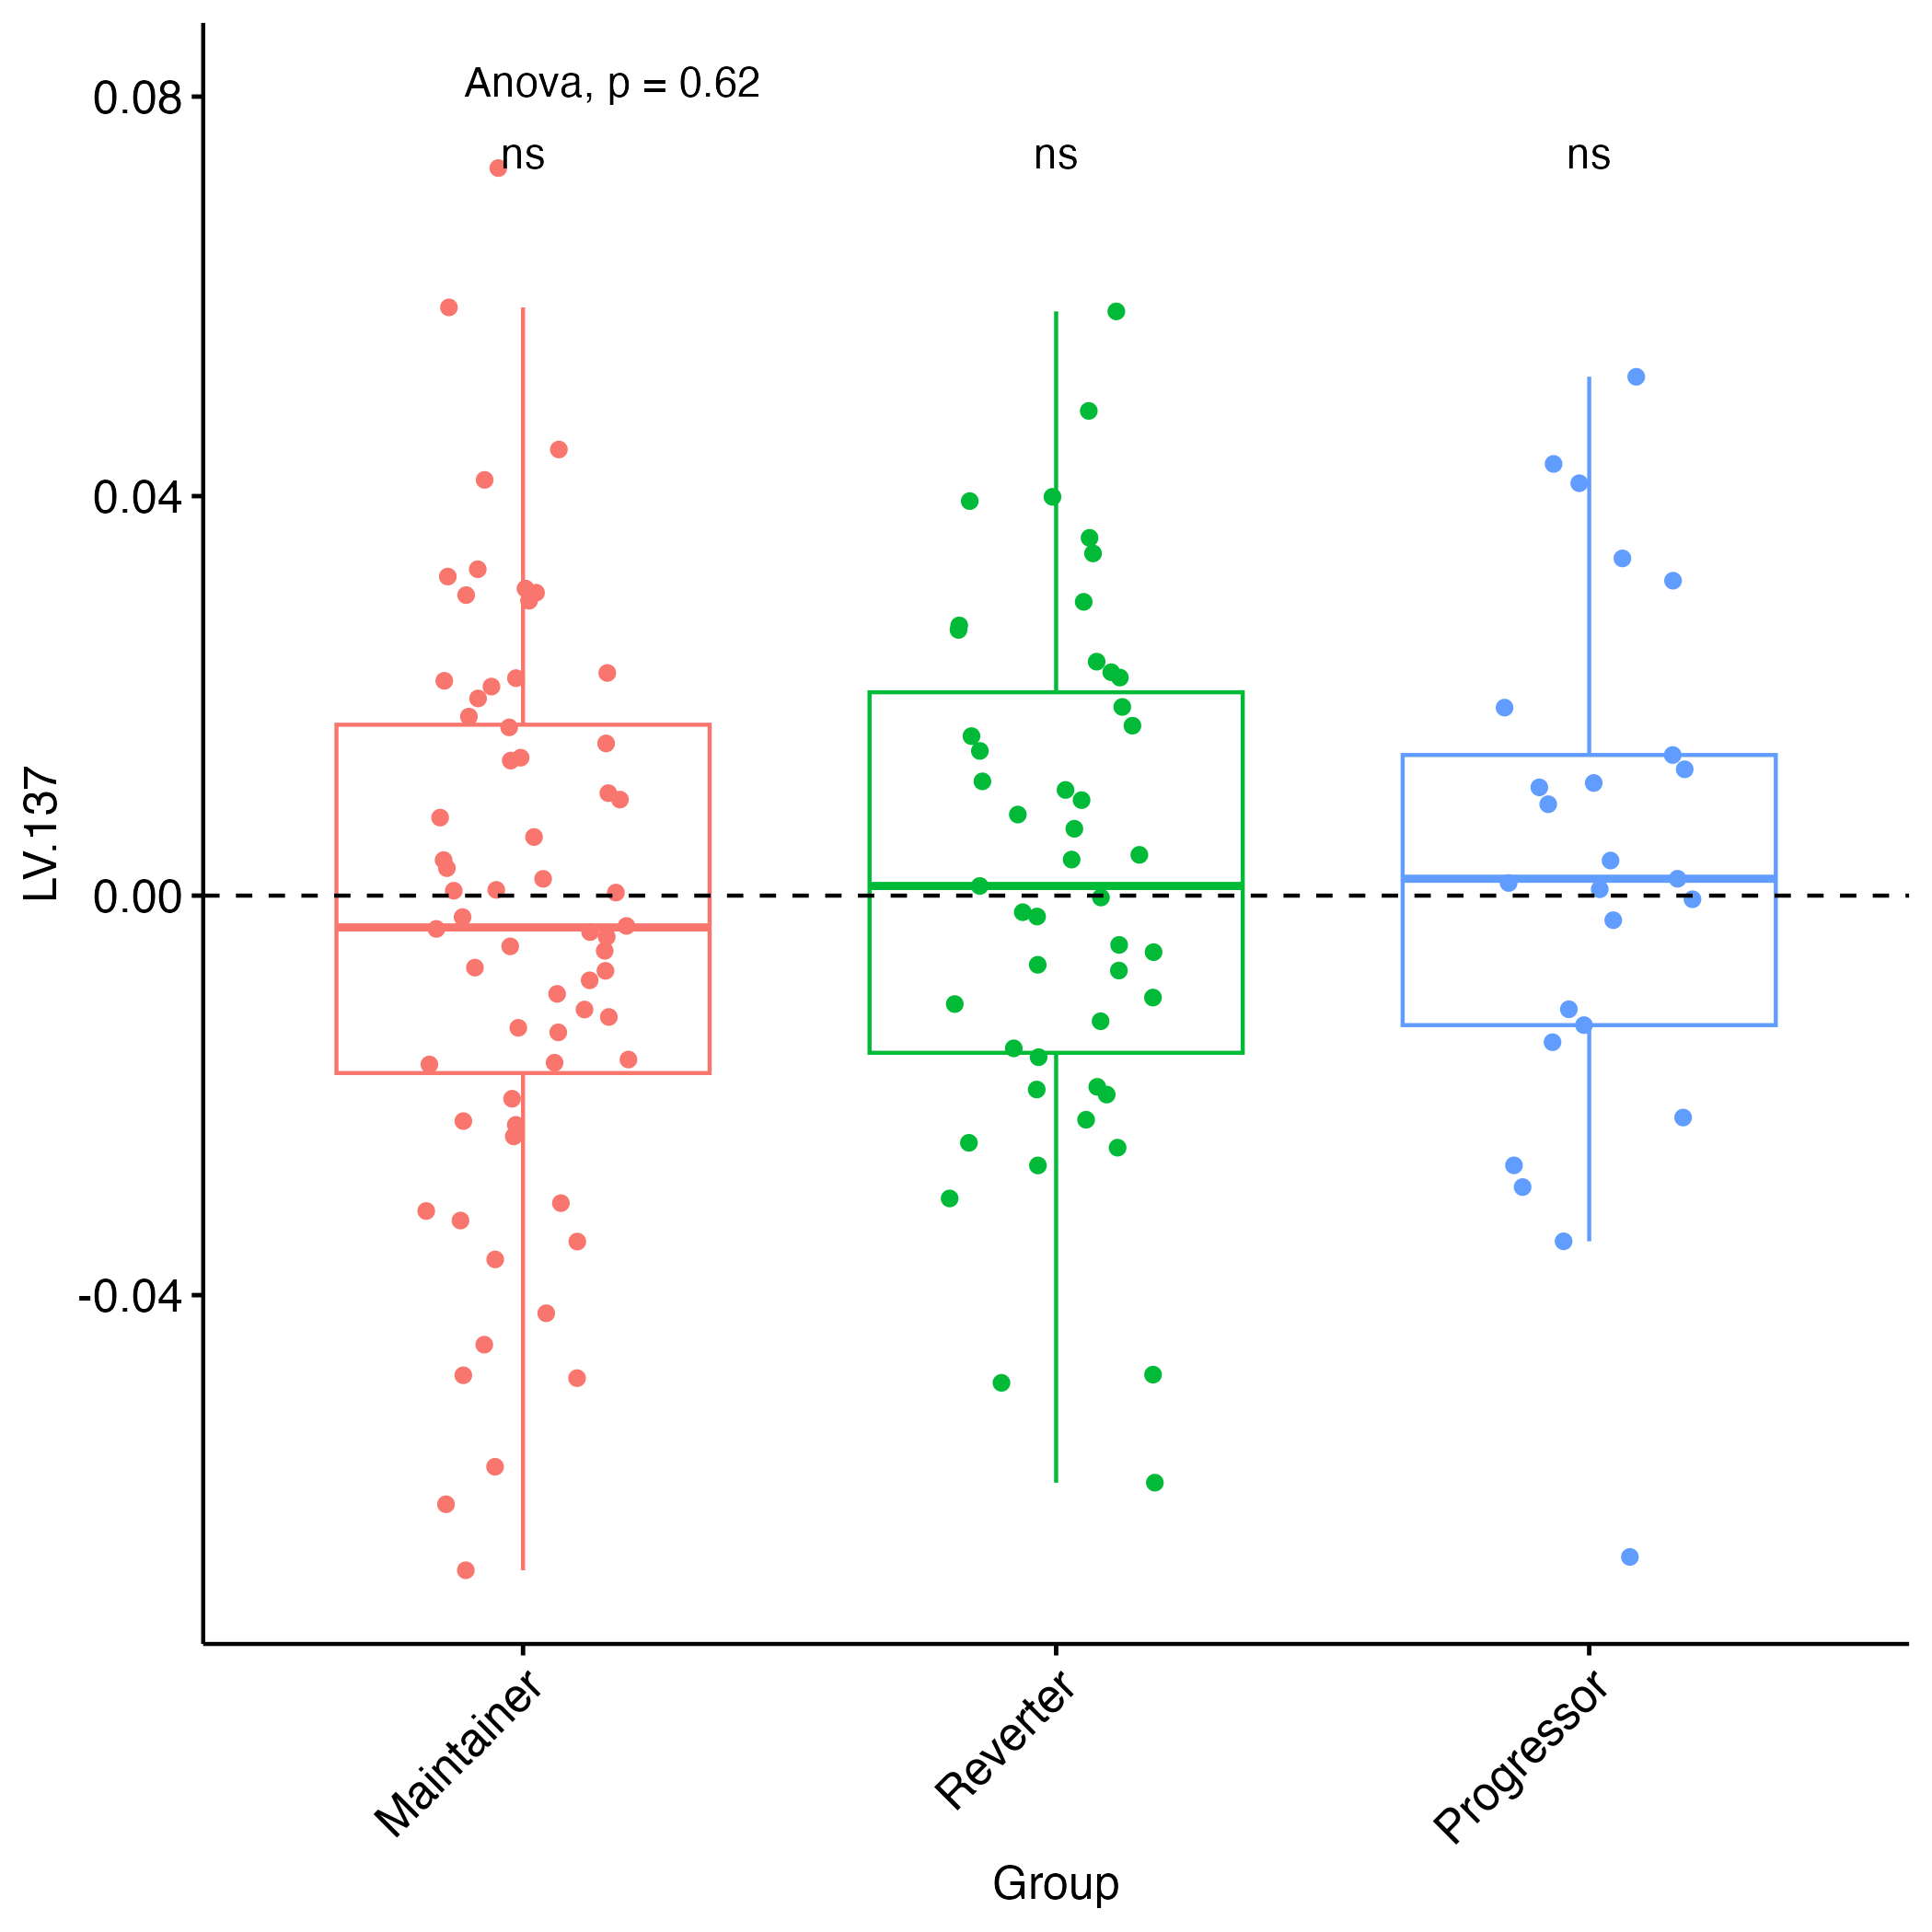 Anova, p = 0.62
ns ns ns
0.08
0.04
0.00
-0.04
LV.137
Maintainer Reverter Progressor
Group